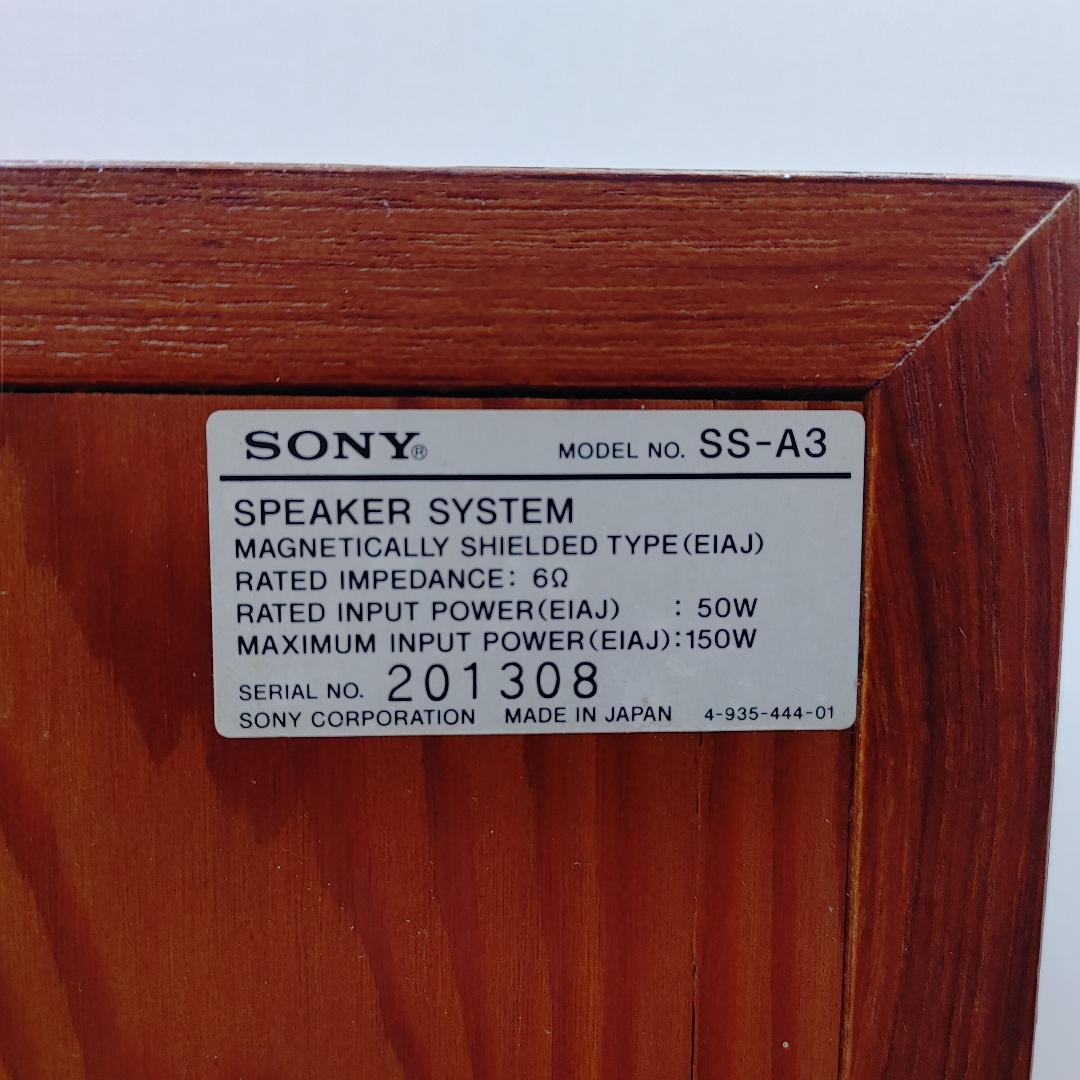 SONY® MODEL NO. SS-A3
SPEAKER SYSTEM
MAGNETICALLY SHIELDED TYPE(EIAJ)
RATED IMPEDANCE: 6Ω
RATED INPUT POWER(EIAJ) : 50W
MAXIMUM INPUT POWER(EIAJ):150W
SERIAL NO. 201308
SONY CORPORATION MADE IN JAPAN 4-935-444-01